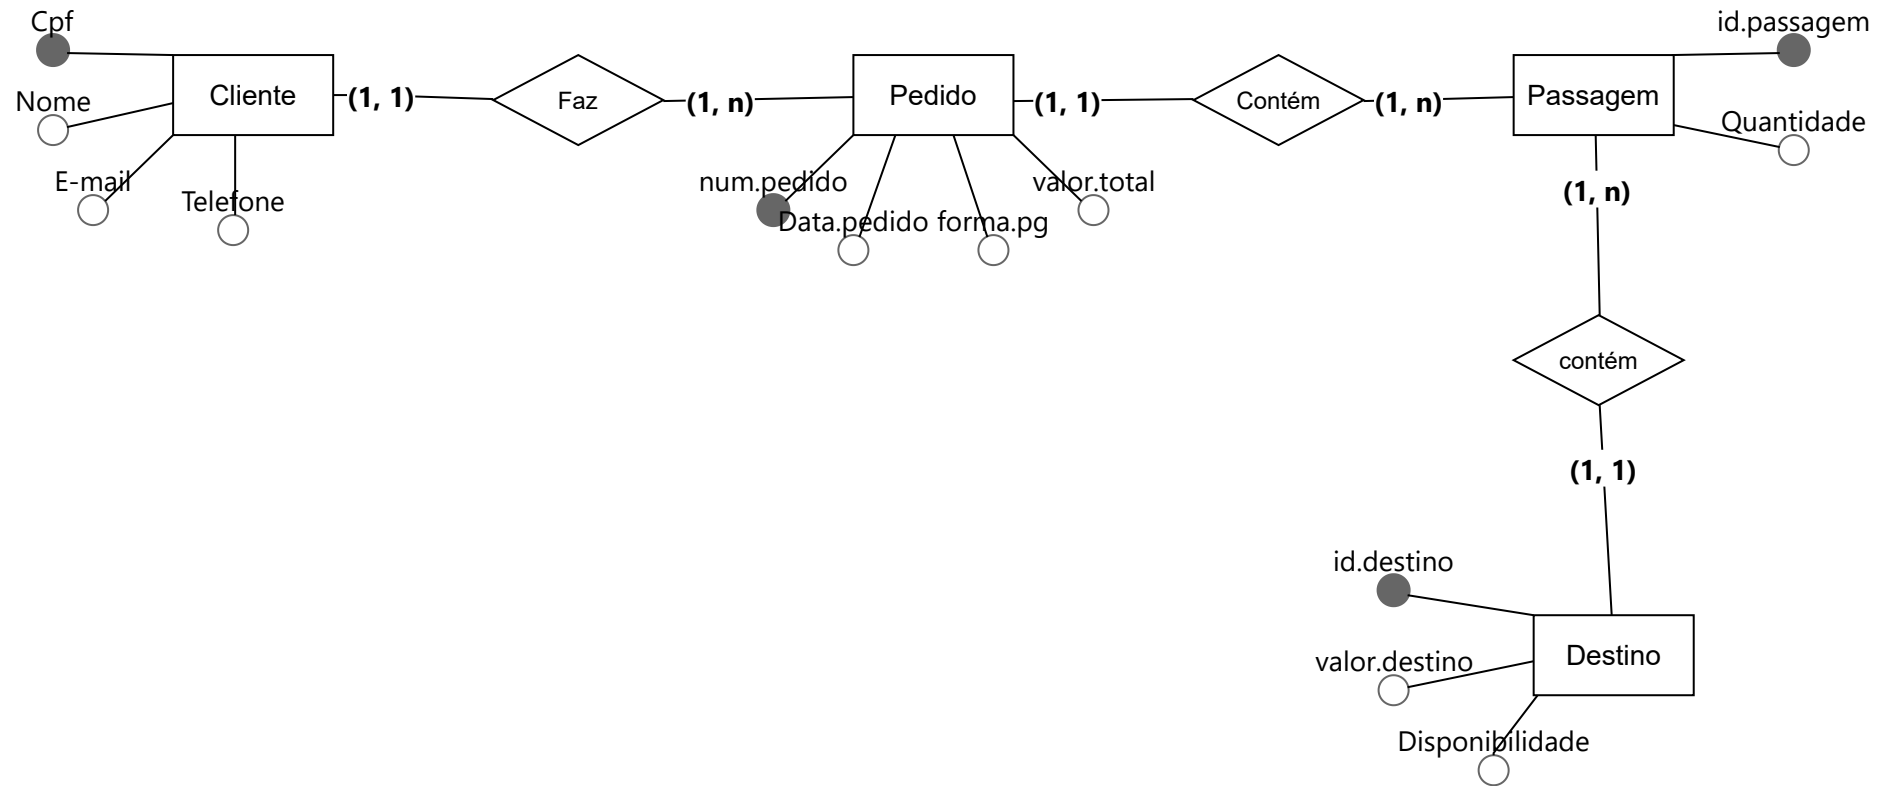 Cpf
Nome
E-mail
Telefone
Cliente
(1, 1)
Faz
(1, n)
Pedido
num.pedido
Data.pedido
forma.pg
valor.total
(1, 1)
Contém
(1, n)
Passagem
id.passagem
Quantidade
(1, n)
contém
(1, 1)
id.destino
valor.destino
Disponibilidade
Destino